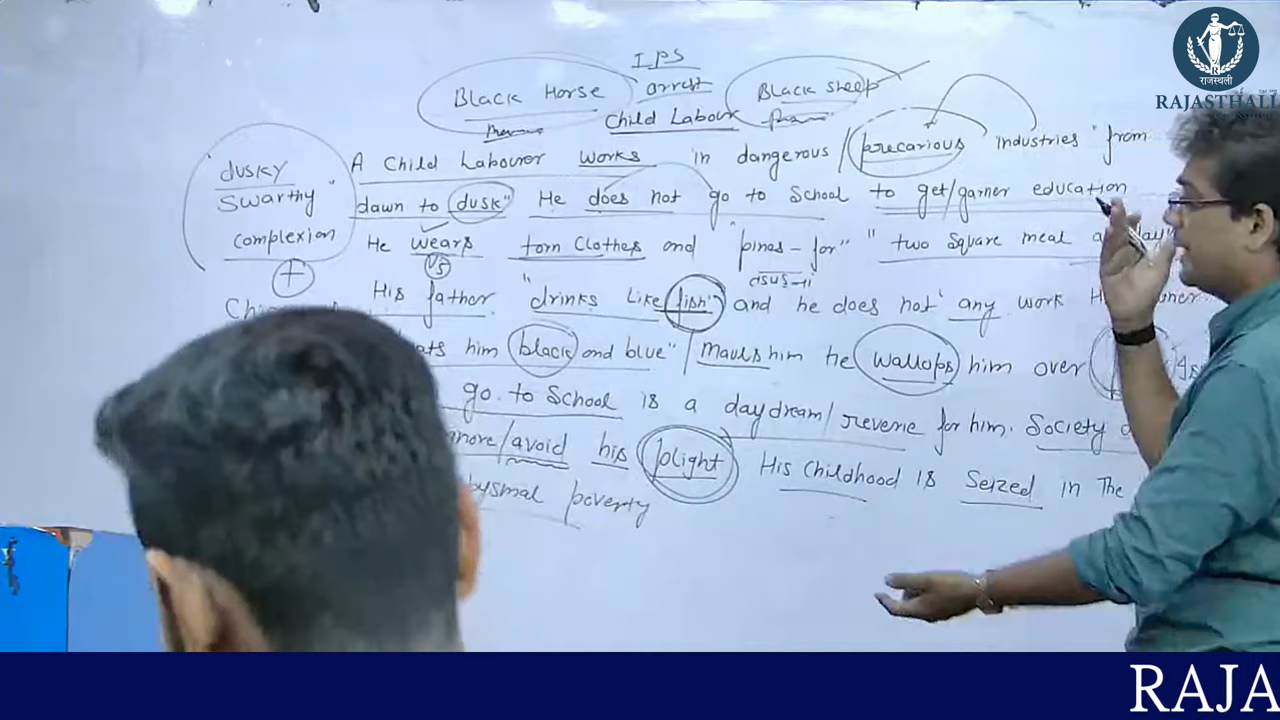 IPS
Black Horse arrest Black sheep
Child Labour
dusky
Swarthy
complexion
A Child Labourer works in dangerous / precarious industries" from
dawn to dusk" He does not go to School to get/garner education
He wears torn Clothes and "pines-for" "two Square meal a day"
vs
His father "drinks Like fish" and he does not any work
him black and blue" / Mauls him he wallops him over
go to School is a daydream/ reverie for him. Society
avoid his plight His childhood is Seized in The
poverty
राजस्थली
RAJASTHALI
RAJA